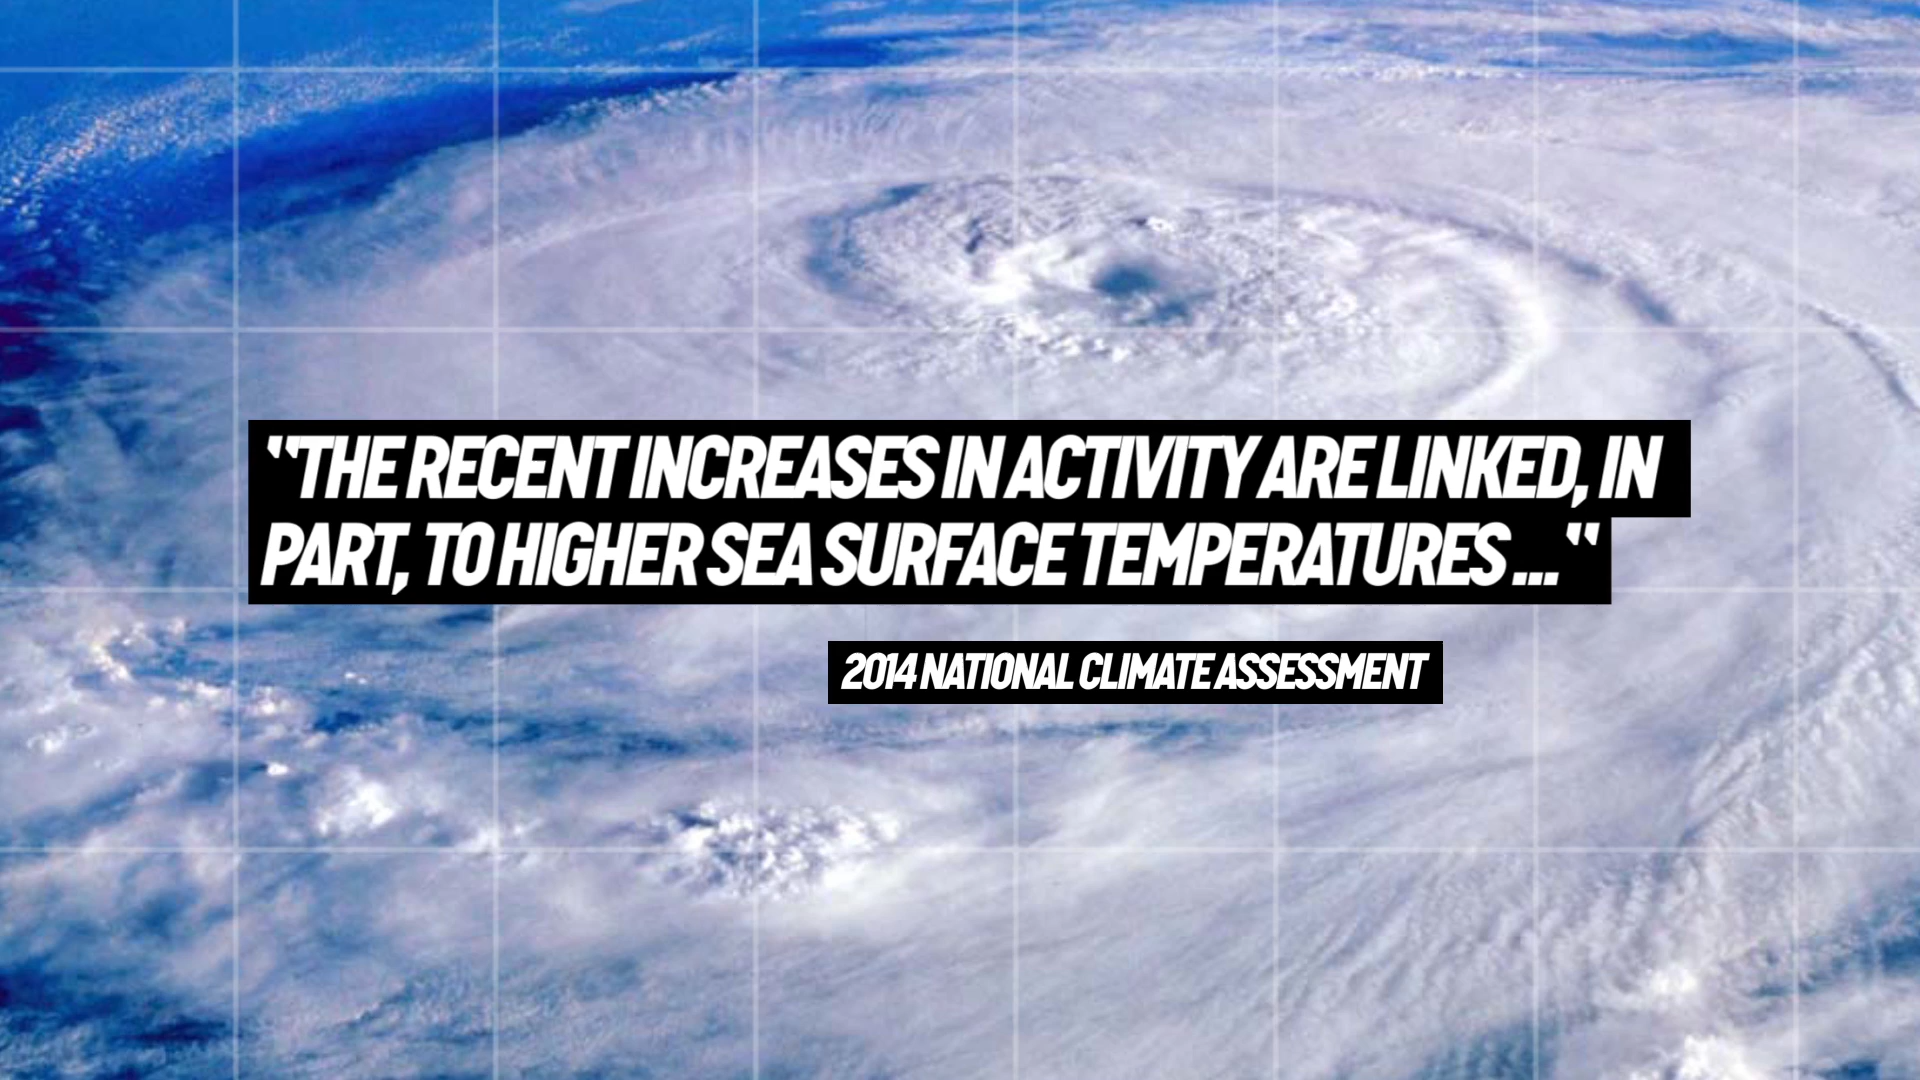 “THE RECENT INCREASES IN ACTIVITY ARE LINKED, IN
PART, TO HIGHER SEA SURFACE TEMPERATURES ...“
2014 NATIONAL CLIMATE ASSESSMENT